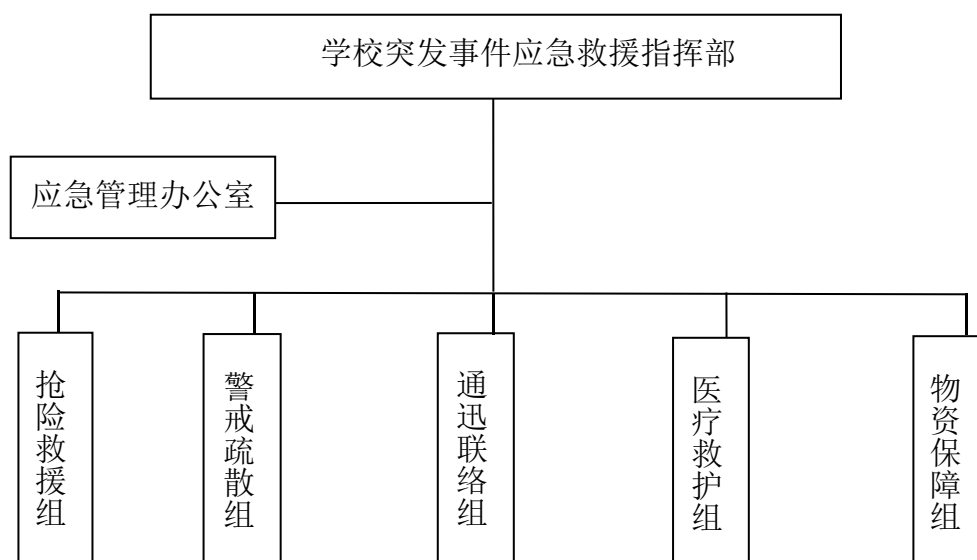 学校突发事件应急救援指挥部
应急管理办公室
抢险救援组
警戒疏散组
通迅联络组
医疗救护组
物资保障组